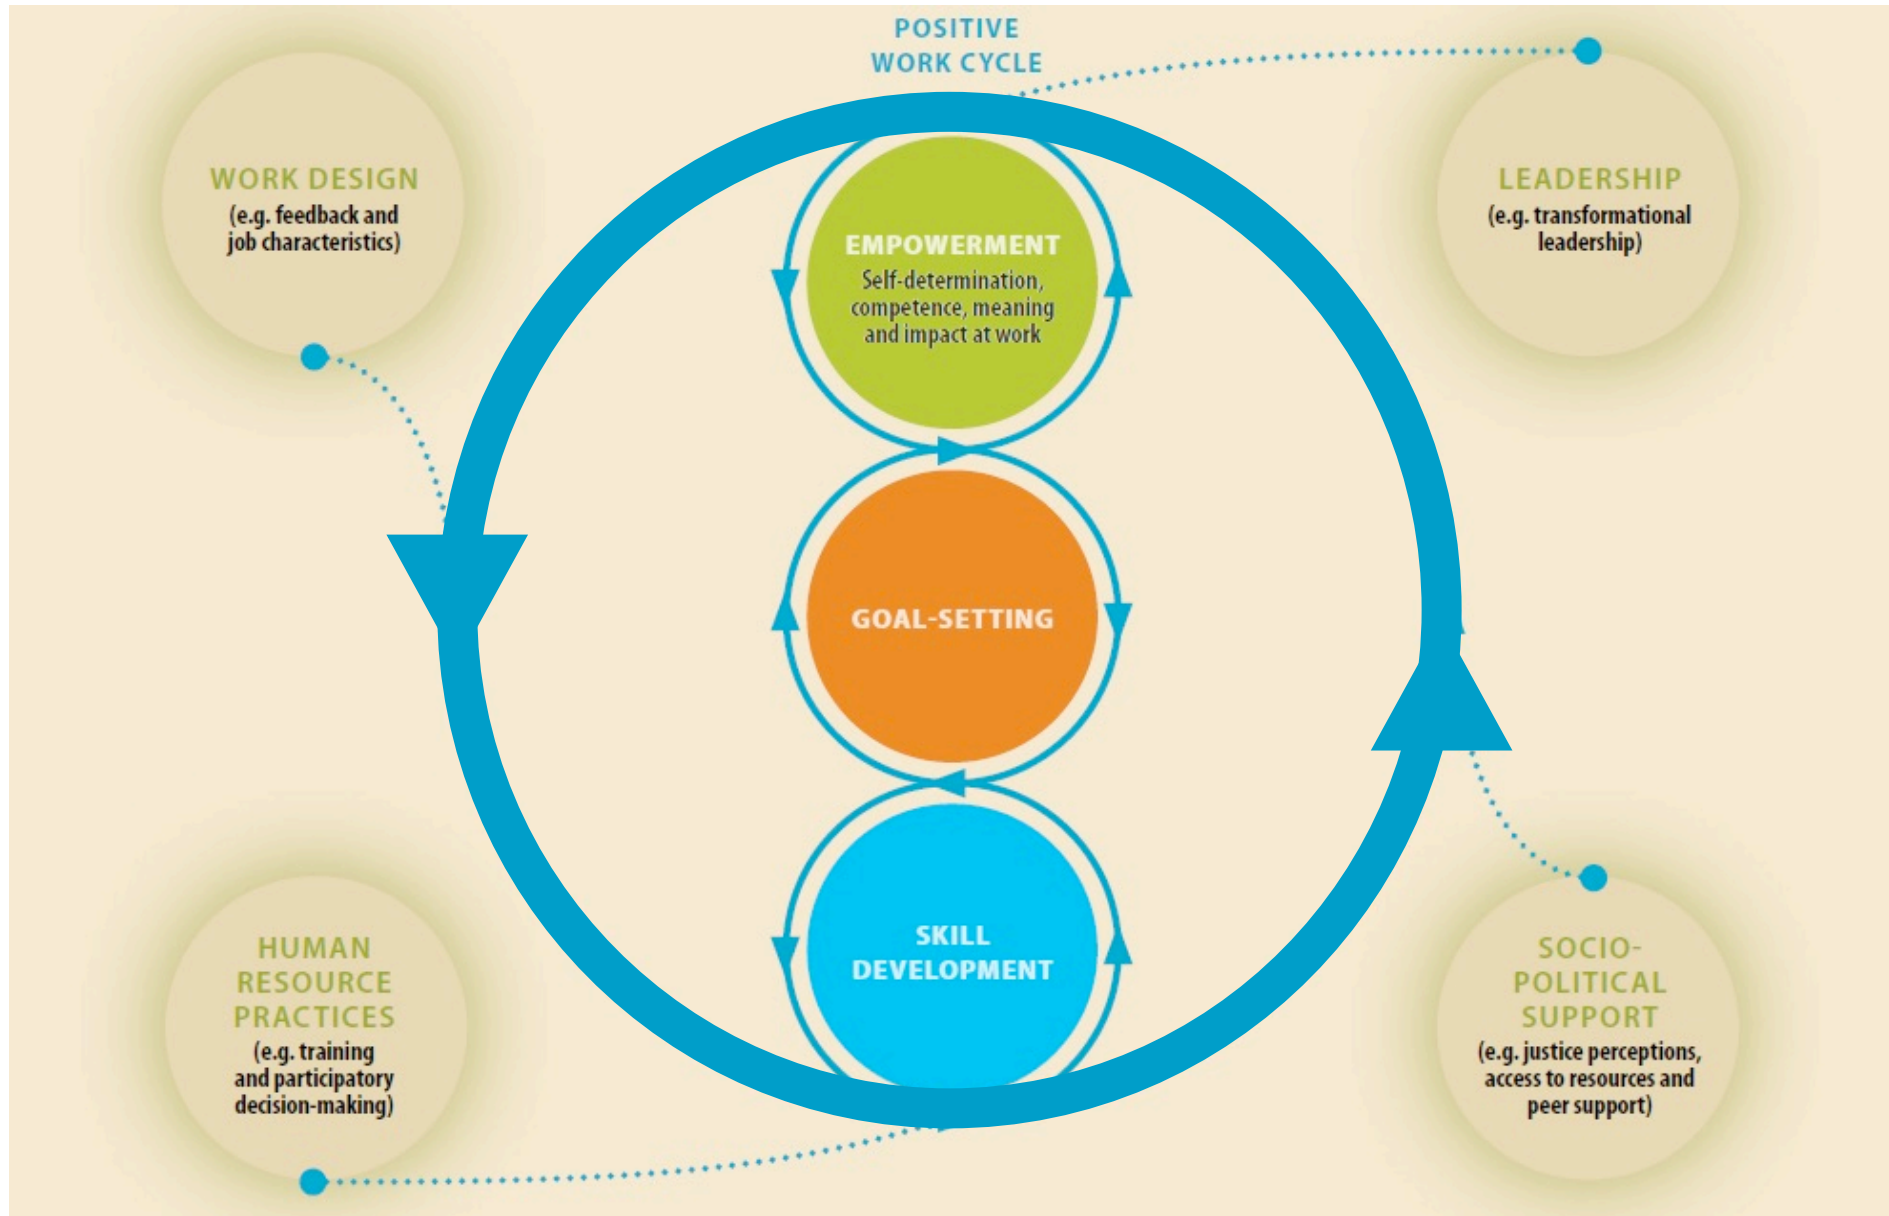 POSITIVE
WORK CYCLE
WORK DESIGN
(e.g. feedback and
job characteristics)
LEADERSHIP
(e.g. transformational
leadership)
EMPOWERMENT
Self-determination,
competence, meaning
and impact at work
GOAL-SETTING
SKILL
DEVELOPMENT
HUMAN
RESOURCE
PRACTICES
(e.g. training
and participatory
decision-making)
SOCIO-
POLITICAL
SUPPORT
(e.g. justice perceptions,
access to resources and
peer support)